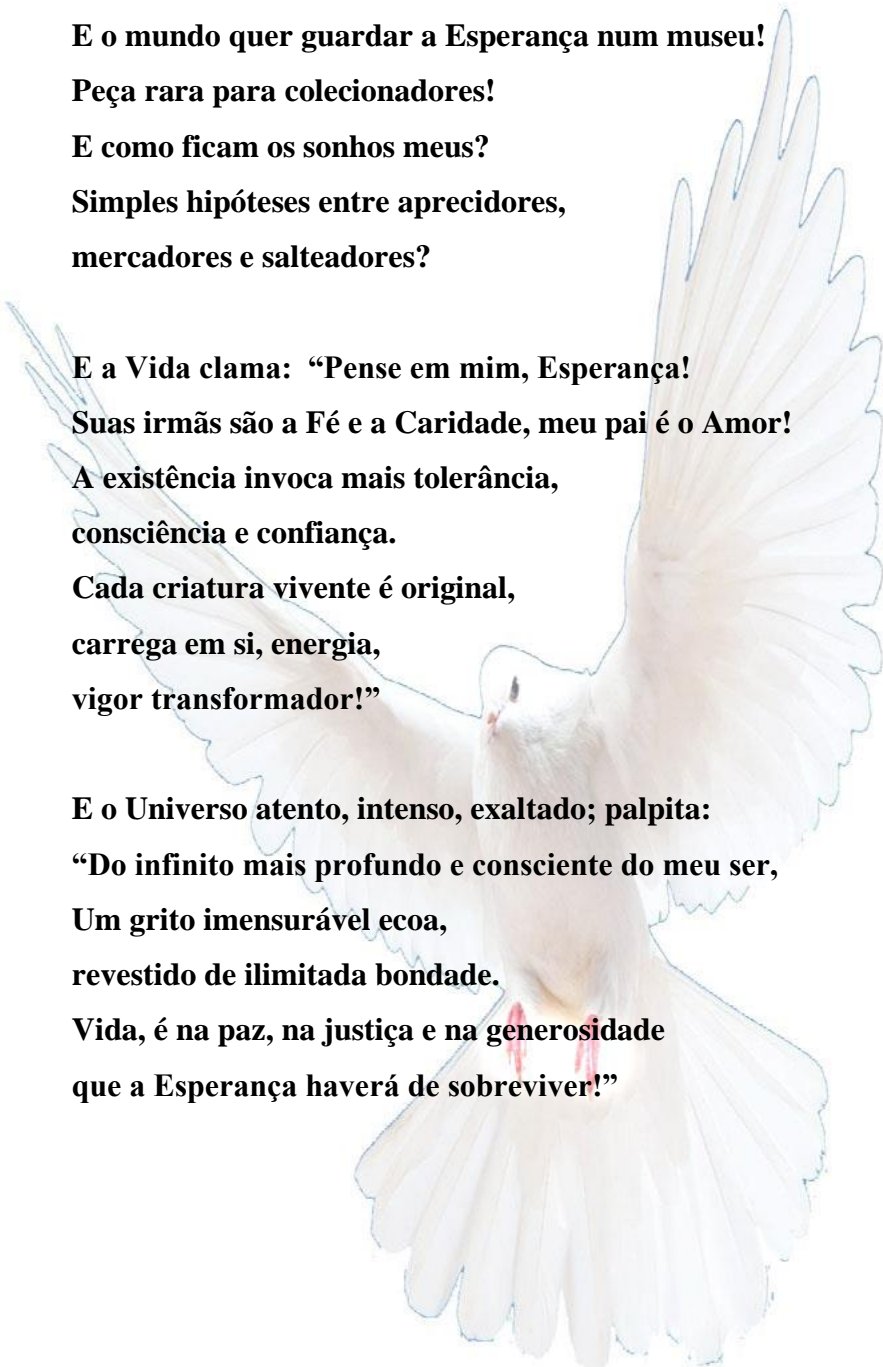 E o mundo quer guardar a Esperança num museu!
Peça rara para colecionadores!
E como ficam os sonhos meus?
Simples hipóteses entre aprecidores,
mercadores e salteadores?
E a Vida clama: “Pense em mim, Esperança!
Suas irmãs são a Fé e a Caridade, meu pai é o Amor!
A existência invoca mais tolerância,
consciência e confiança.
Cada criatura vivente é original,
carrega em si, energia,
vigor transformador!”
E o Universo atento, intenso, exaltado; palpita:
“Do infinito mais profundo e consciente do meu ser,
Um grito imensurável ecoa,
revestido de ilimitada bondade.
Vida, é na paz, na justiça e na generosidade
que a Esperança haverá de sobreviver!”